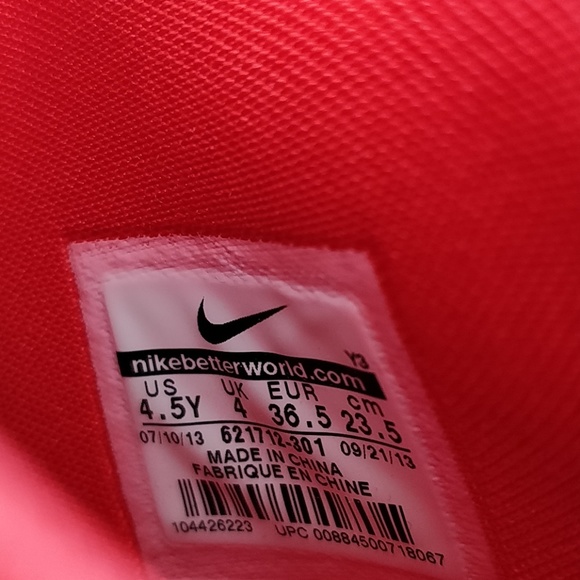 Y3
nikebetterworld.com
US UK EUR cm
4.5Y 4 36.5 23.5
07/10/13 621712-301 09/21/13
MADE IN CHINA
FABRIQUE EN CHINE
104426223 UPC 00884500718067